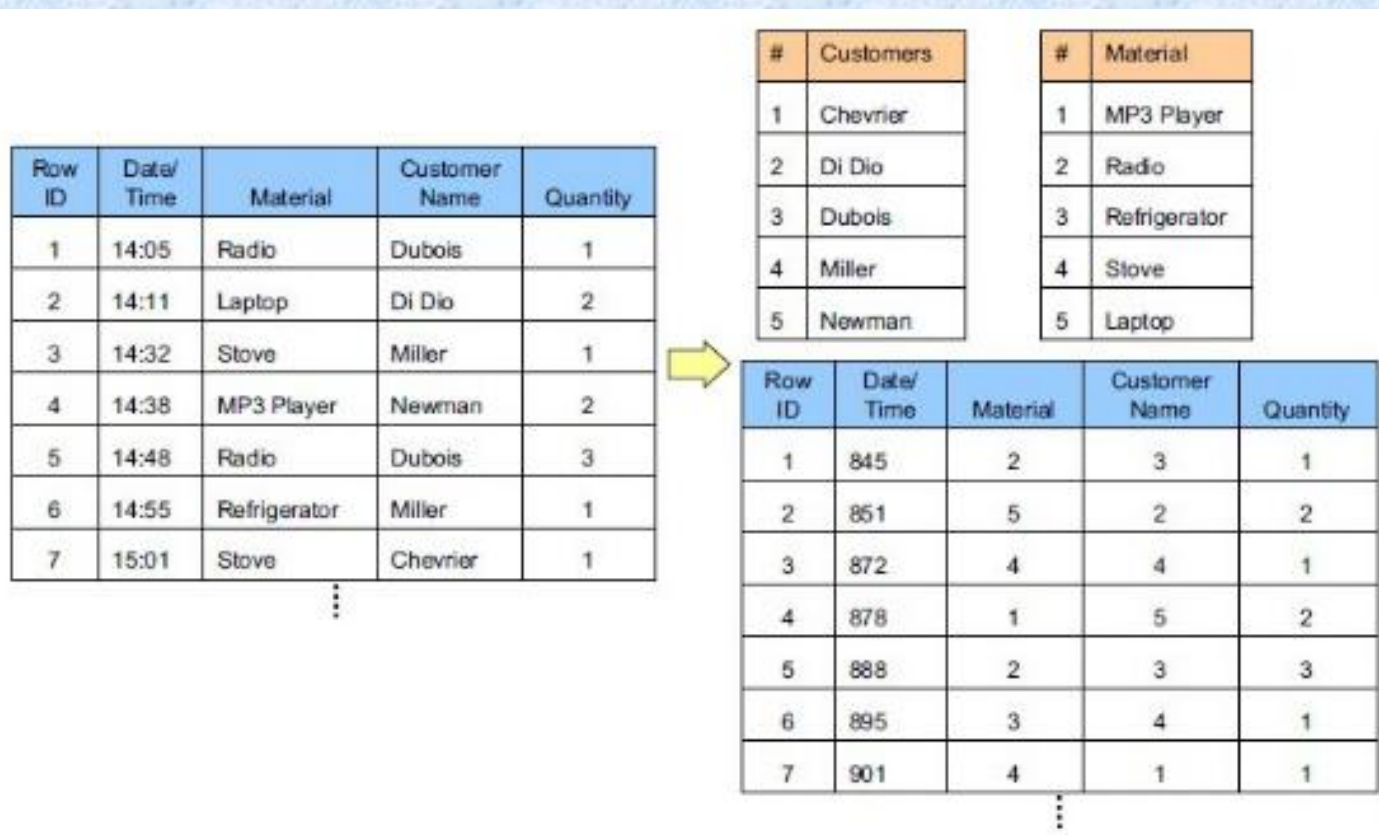 Row ID Date/ Time Material Customer Name Quantity
1 14:05 Radio Dubois 1
2 14:11 Laptop Di Dio 2
3 14:32 Stove Miller 1
4 14:38 MP3 Player Newman 2
5 14:48 Radio Dubois 3
6 14:55 Refrigerator Miller 1
7 15:01 Stove Chevrier 1
# Customers
1 Chevrier
2 Di Dio
3 Dubois
4 Miller
5 Newman
# Material
1 MP3 Player
2 Radio
3 Refrigerator
4 Stove
5 Laptop
Row ID Date/ Time Material Customer Name Quantity
1 845 2 3 1
2 851 5 2 2
3 872 4 4 1
4 878 1 5 2
5 888 2 3 3
6 895 3 4 1
7 901 4 1 1